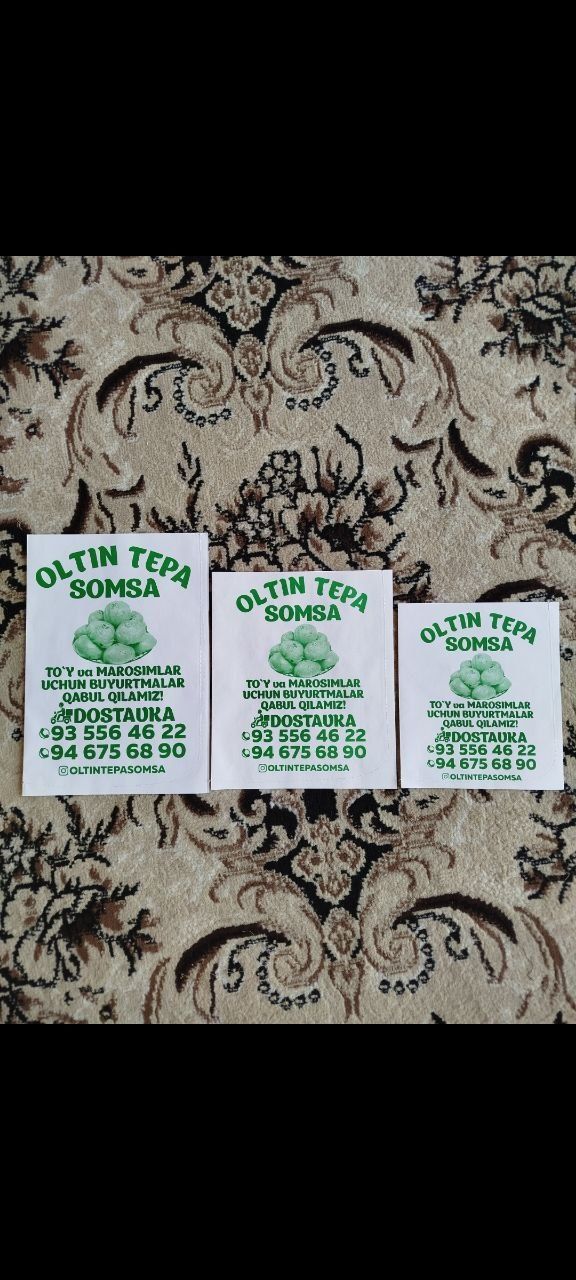 OLTIN TEPA
SOMSA
TO'Y va MAROSIMLAR
UCHUN BUYURTMALAR
QABUL QILAMIZ!
DOSTAVKA
93 556 46 22
94 675 68 90
OLTINTEPASOMSA
OLTIN TEPA
SOMSA
TO'Y va MAROSIMLAR
UCHUN BUYURTMALAR
QABUL QILAMIZ!
DOSTAVKA
93 556 46 22
94 675 68 90
OLTINTEPASOMSA
OLTIN TEPA
SOMSA
TO'Y va MAROSIMLAR
UCHUN BUYURTMALAR
QABUL QILAMIZ!
DOSTAVKA
93 556 46 22
94 675 68 90
OLTINTEPASOMSA